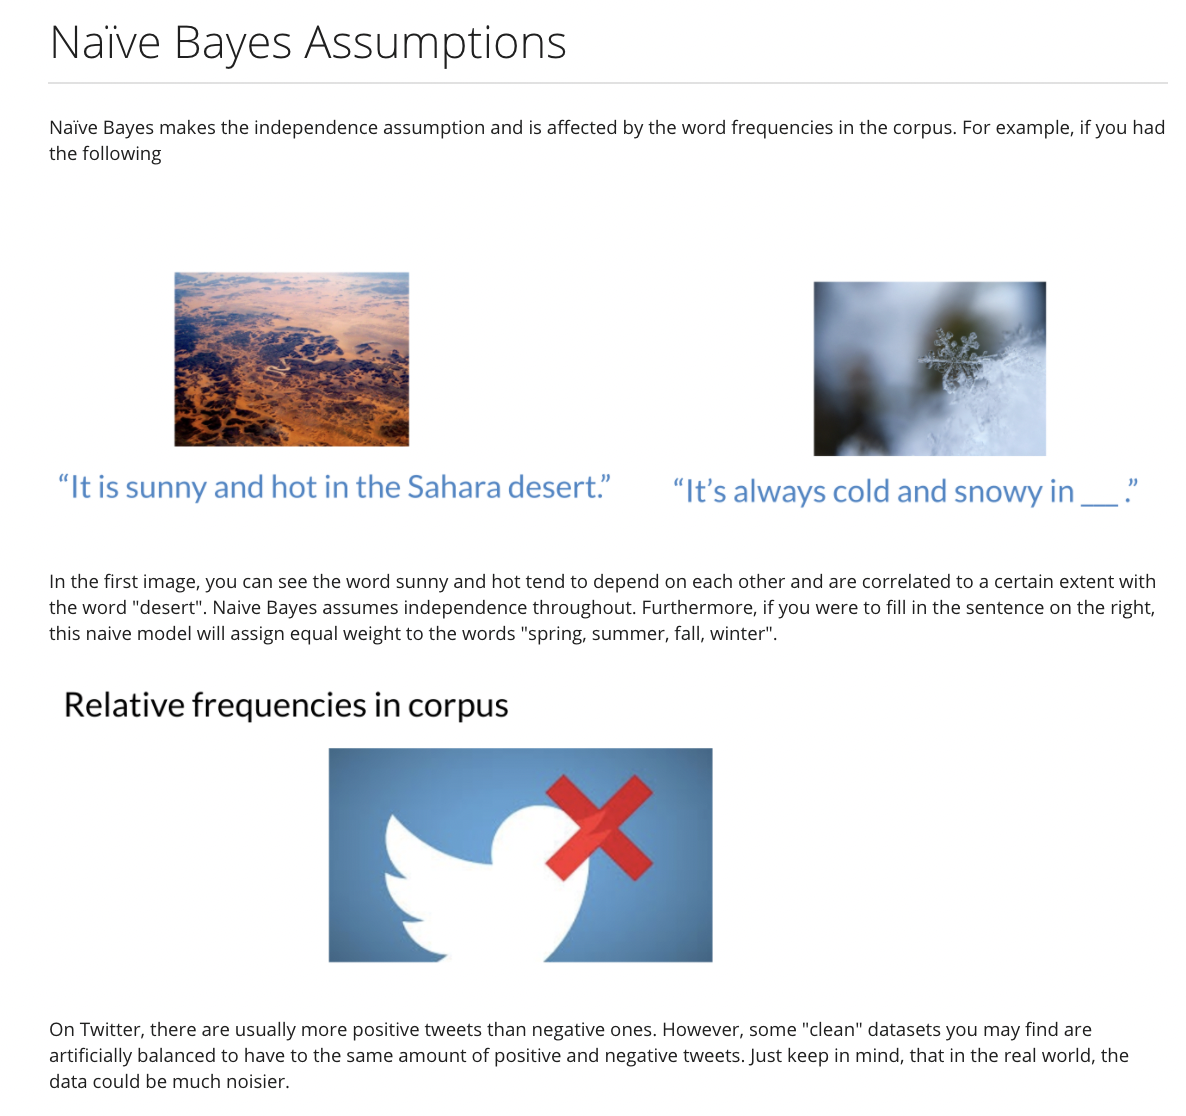 Naïve Bayes Assumptions
Naïve Bayes makes the independence assumption and is affected by the word frequencies in the corpus. For example, if you had
the following
“It is sunny and hot in the Sahara desert.”
“It’s always cold and snowy in ___ .”
In the first image, you can see the word sunny and hot tend to depend on each other and are correlated to a certain extent with
the word "desert". Naive Bayes assumes independence throughout. Furthermore, if you were to fill in the sentence on the right,
this naive model will assign equal weight to the words "spring, summer, fall, winter".
Relative frequencies in corpus
On Twitter, there are usually more positive tweets than negative ones. However, some "clean" datasets you may find are
artificially balanced to have to the same amount of positive and negative tweets. Just keep in mind, that in the real world, the
data could be much noisier.